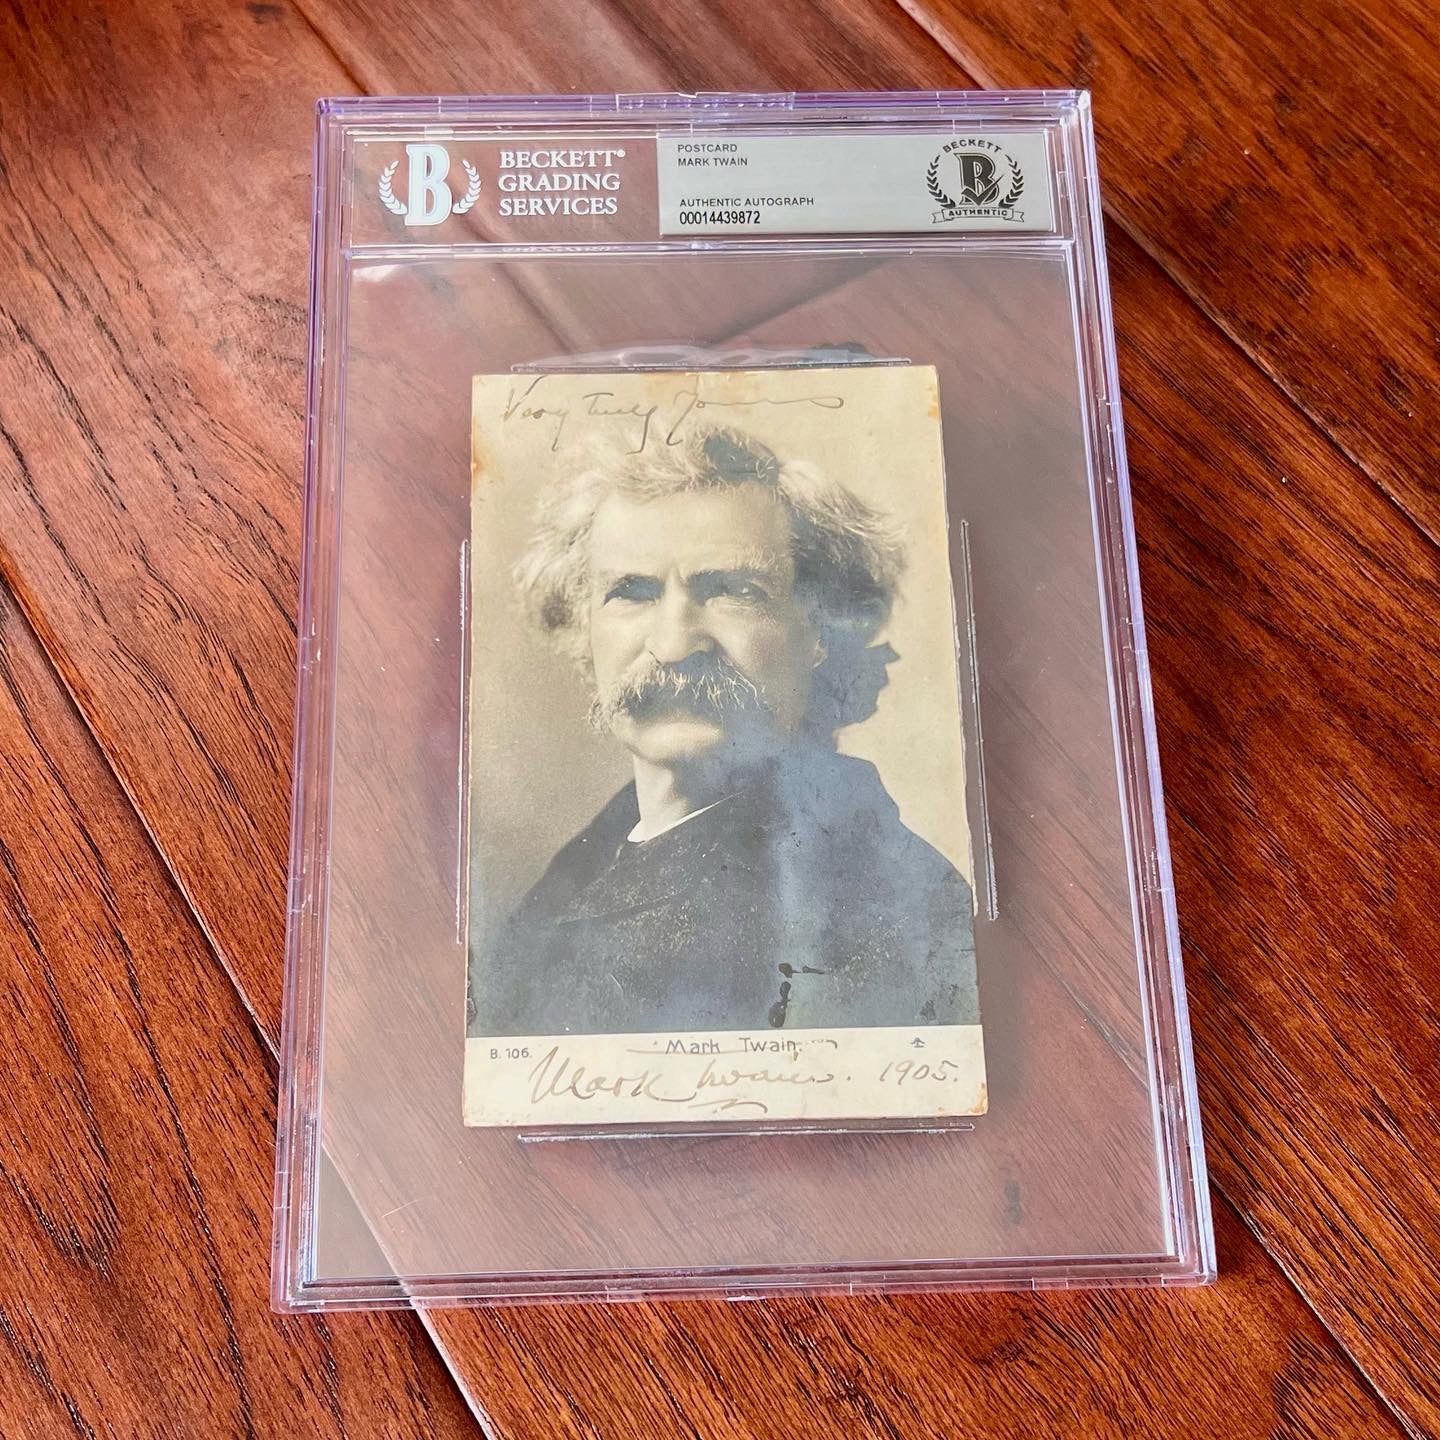 B
BECKETT®
GRADING
SERVICES
POSTCARD
MARK TWAIN
AUTHENTIC AUTOGRAPH
00014439872
BECKETT
B
AUTHENTIC
Very truly Yours
B. 106.
Mark Twain.
Mark Twain. 1905.